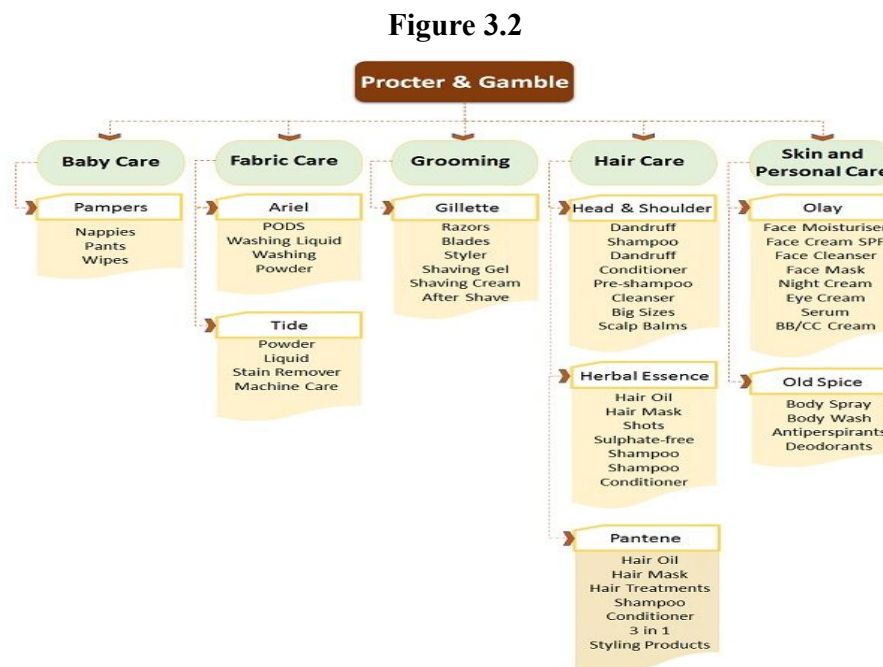 Figure 3.2
Procter & Gamble
Baby Care
Pampers
Nappies
Pants
Wipes
Fabric Care
Ariel
PODS
Washing Liquid
Washing
Powder
Tide
Powder
Liquid
Stain Remover
Machine Care
Grooming
Gillette
Razors
Blades
Styler
Shaving Gel
Shaving Cream
After Shave
Hair Care
Head & Shoulder
Dandruff
Shampoo
Dandruff
Conditioner
Pre-shampoo
Cleanser
Big Sizes
Scalp Balms
Herbal Essence
Hair Oil
Hair Mask
Shots
Sulphate-free
Shampoo
Shampoo
Conditioner
Pantene
Hair Oil
Hair Mask
Hair Treatments
Shampoo
Conditioner
3 in 1
Styling Products
Skin and
Personal Care
Olay
Face Moisturiser
Face Cream SPF
Face Cleanser
Face Mask
Night Cream
Eye Cream
Serum
BB/CC Cream
Old Spice
Body Spray
Body Wash
Antiperspirants
Deodorants